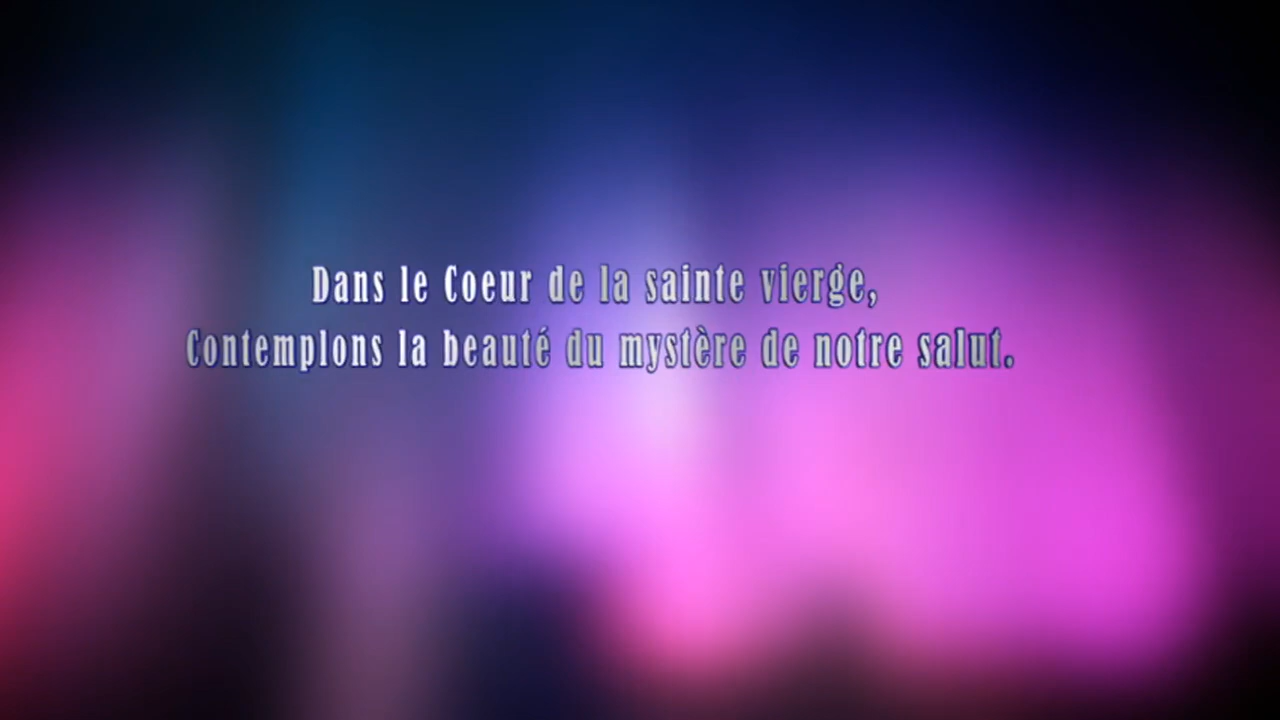 Dans le Coeur de la sainte vierge,
Contemplons la beauté du mystère de notre salut.